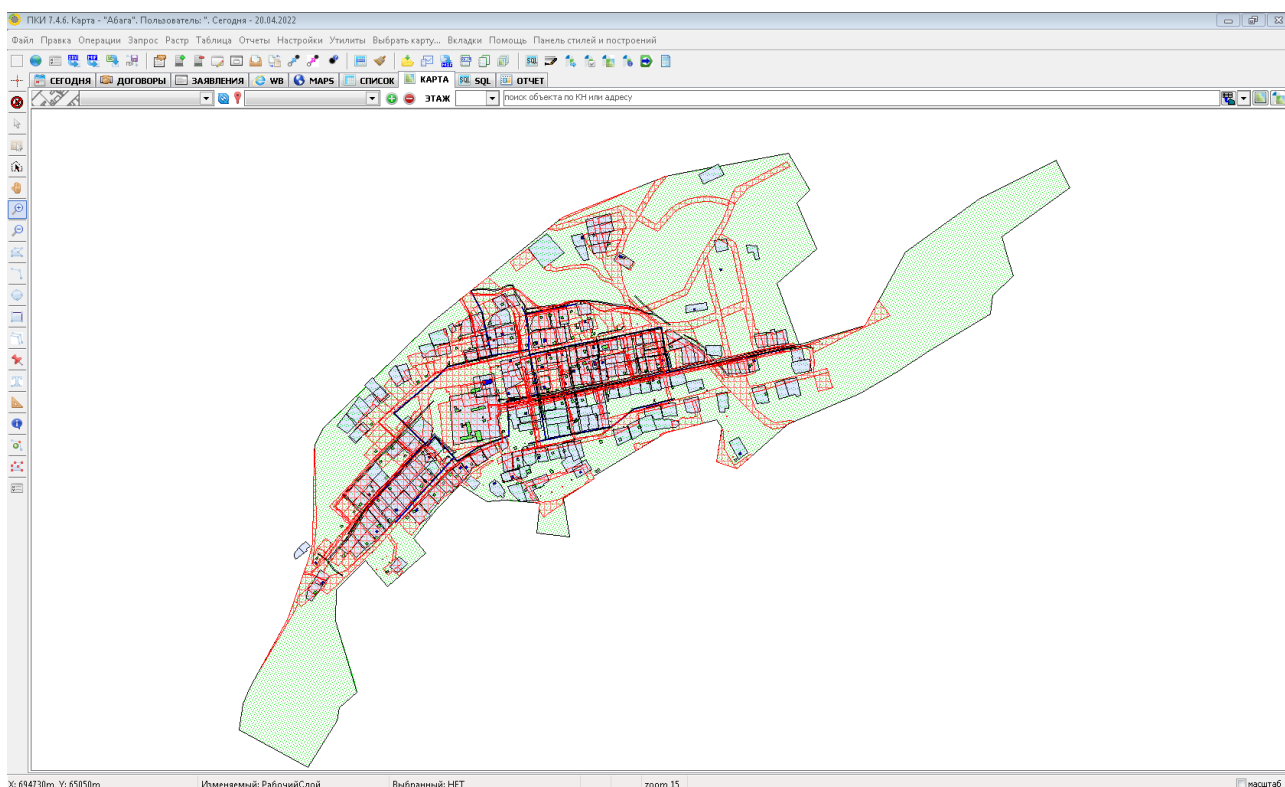 ПКИ 7.4.6. Карта - "Абага". Пользователь: ". Сегодня - 20.04.2022
Файл Правка Операции Запрос Растр Таблица Отчеты Настройки Утилиты Выбрать карту... Вкладки Помощь Панель стилей и построений
СЕГОДНЯ ДОГОВОРЫ ЗАЯВЛЕНИЯ WB MAPS СПИСОК КАРТА SQL SQL ОТЧЕТ
ЭТАЖ поиск объекта по КН или адресу
X: 694730m, Y: 65050m Изменяемый: РабочийСлой Выбранный: НЕТ zoom 15 масштаб